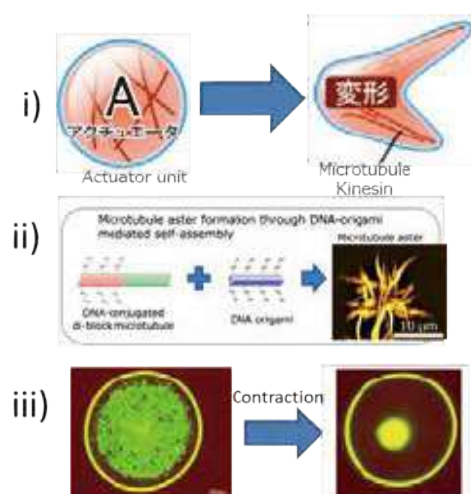 i)
A
アクチュエータ
Actuator unit
変形
Microtubule
Kinesin
ii)
Microtubule aster formation through DNA-origami
mediated self-assembly
Microtubule aster
DNA-conjugated
di-block microtubule
DNA origami
10 μm
iii)
Contraction